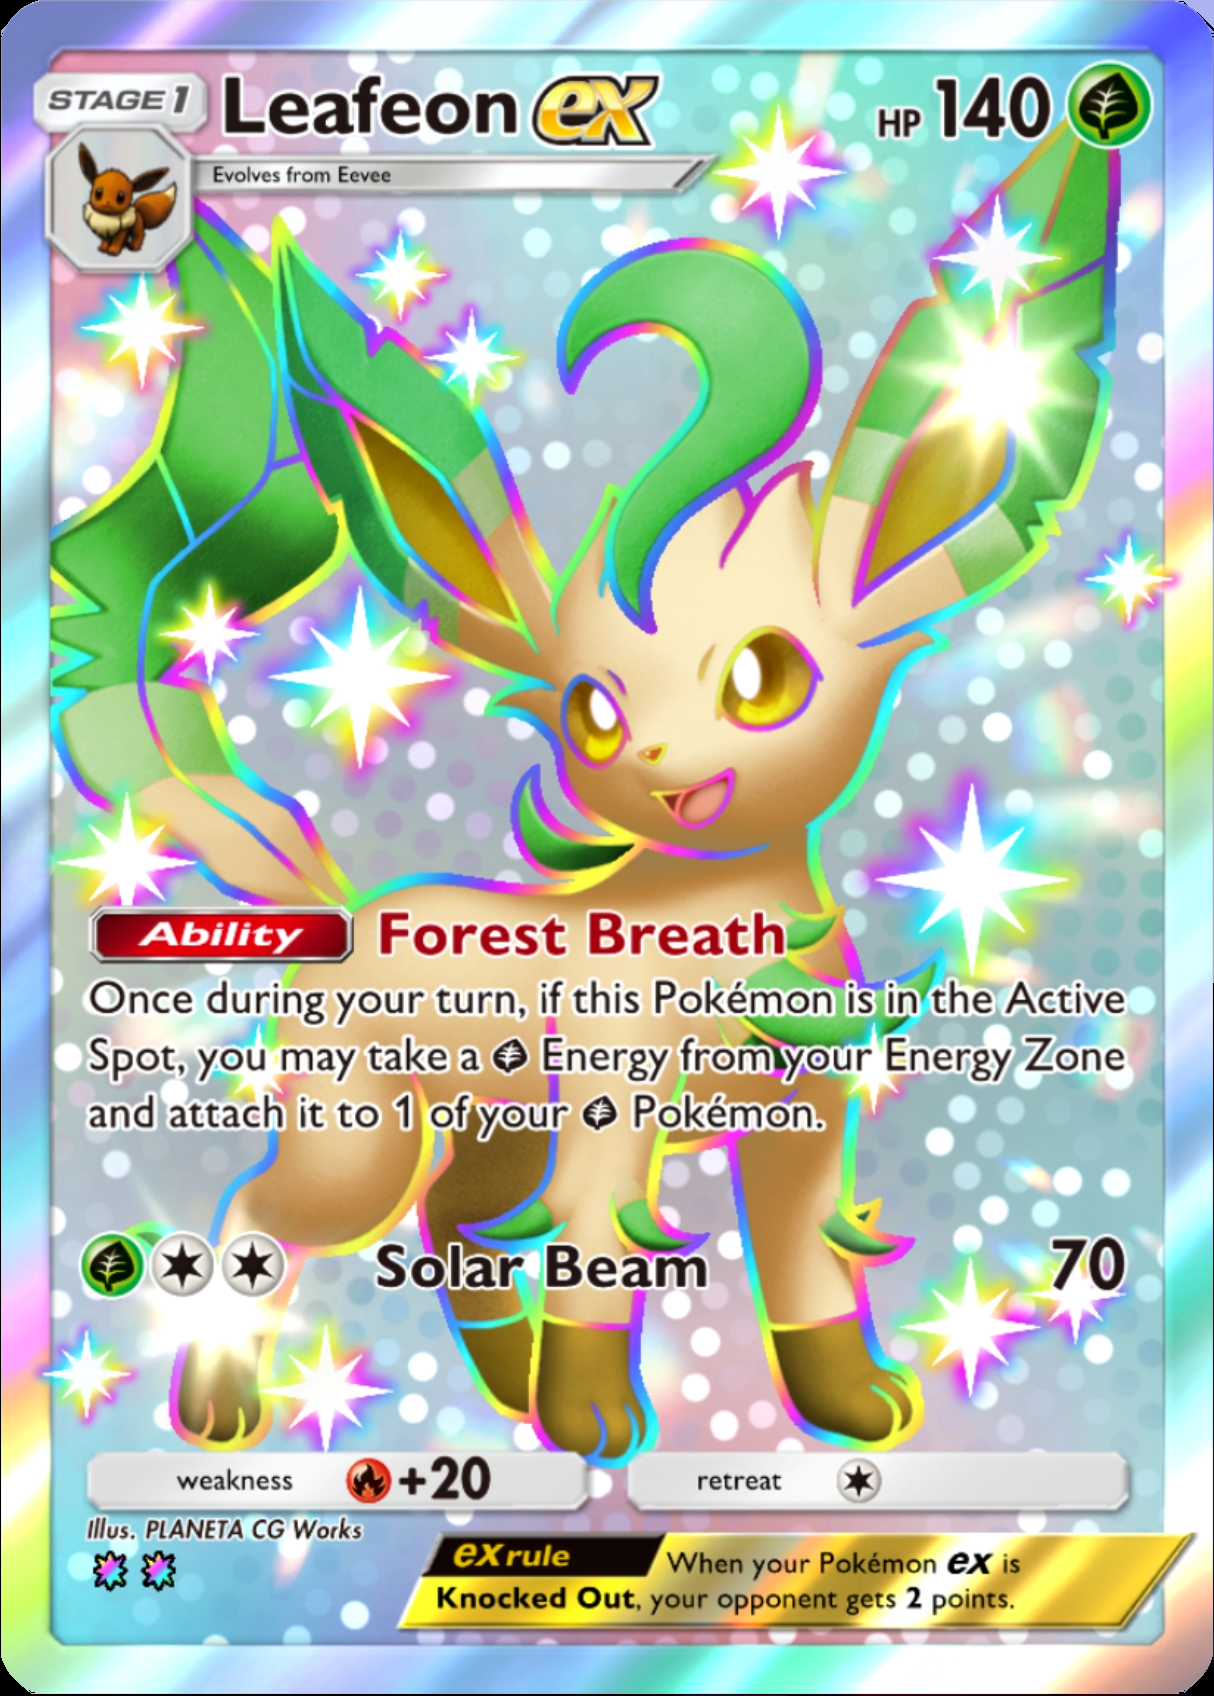 STAGE 1
Leafeon ex
HP 140
Evolves from Eevee
Ability Forest Breath
Once during your turn, if this Pokémon is in the Active
Spot, you may take a Energy from your Energy Zone
and attach it to 1 of your Pokémon.
Solar Beam 70
weakness +20
retreat
Illus. PLANETA CG Works
ex rule When your Pokémon ex is
Knocked Out, your opponent gets 2 points.